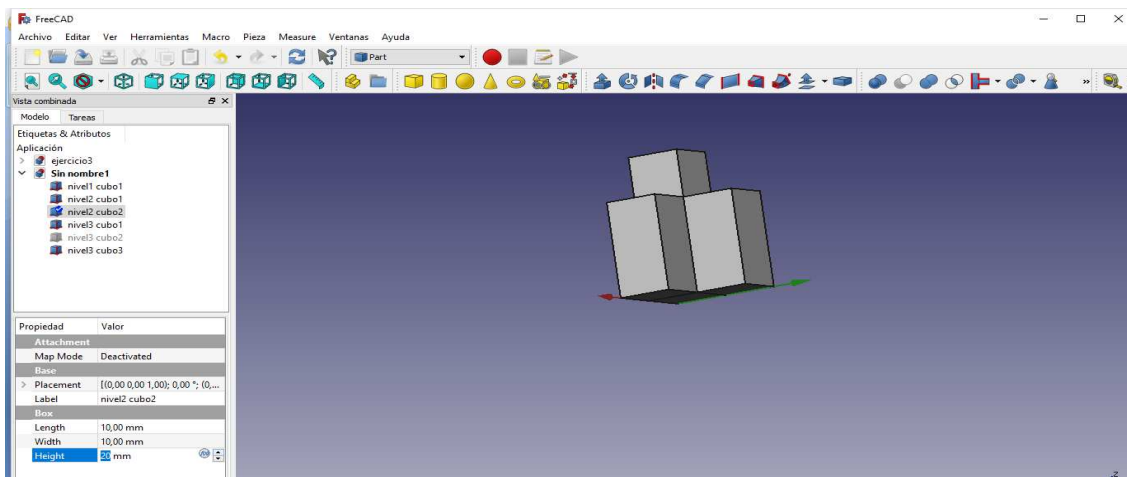 FreeCAD
Archivo Editar Ver Herramientas Macro Pieza Measure Ventanas Ayuda
Part
Vista combinada
Modelo Tareas
Etiquetas & Atributos
Aplicación
ejercicio3
Sin nombre1
nivel1 cubo1
nivel2 cubo1
nivel2 cubo2
nivel3 cubo1
nivel3 cubo2
nivel3 cubo3
Propiedad Valor
Attachment
Map Mode Deactivated
Base
Placement [(0,00 0,00 1,00); 0,00 °; (0,...
Label nivel2 cubo2
Box
Length 10,00 mm
Width 10,00 mm
Height 20 mm